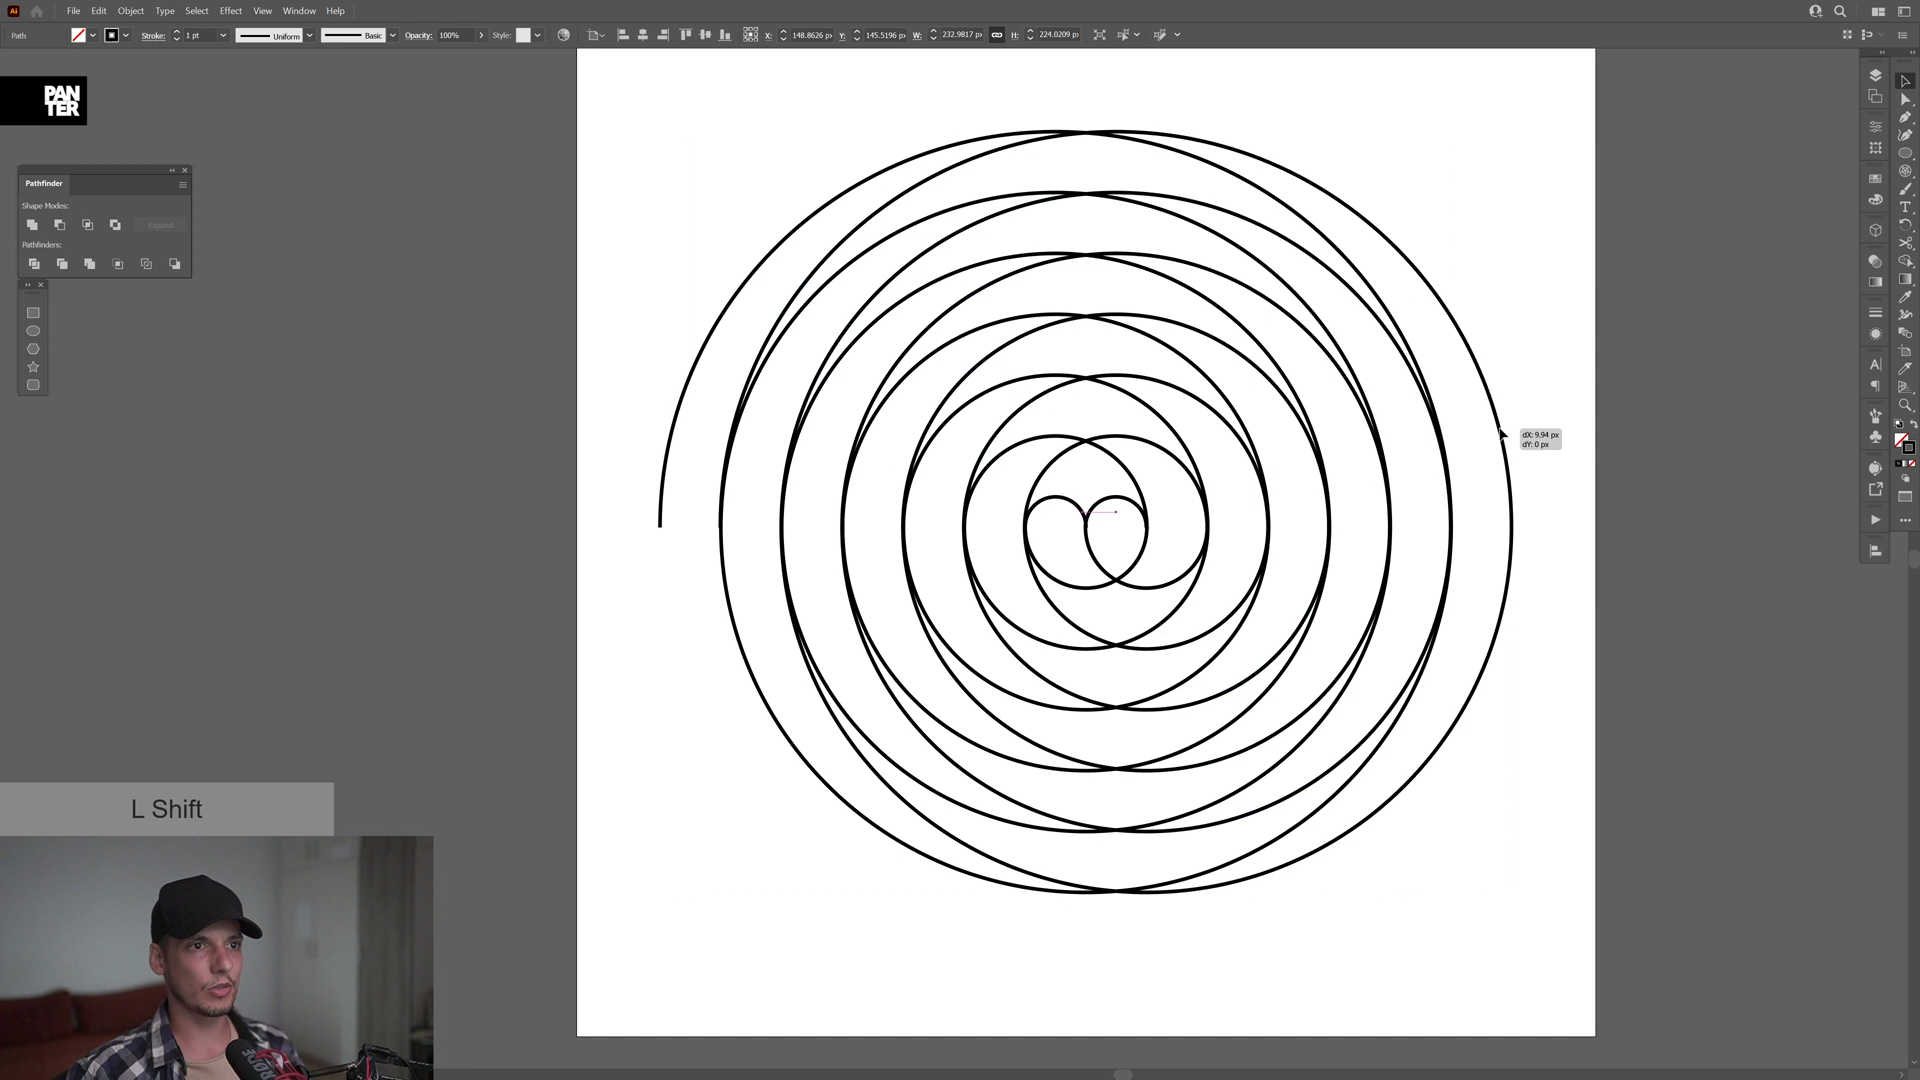 Ai File Edit Object Type Select Effect View Window Help
Path Stroke: 1 pt Uniform Basic Opacity: 100% Style: X: 148.8626 px Y: 145.5196 px W: 232.9817 px H: 224.0209 px
PAN
TER
Pathfinder
Shape Modes:
Expand
Pathfinders:
dX: 9.94 px
dY: 0 px
L Shift
RODE